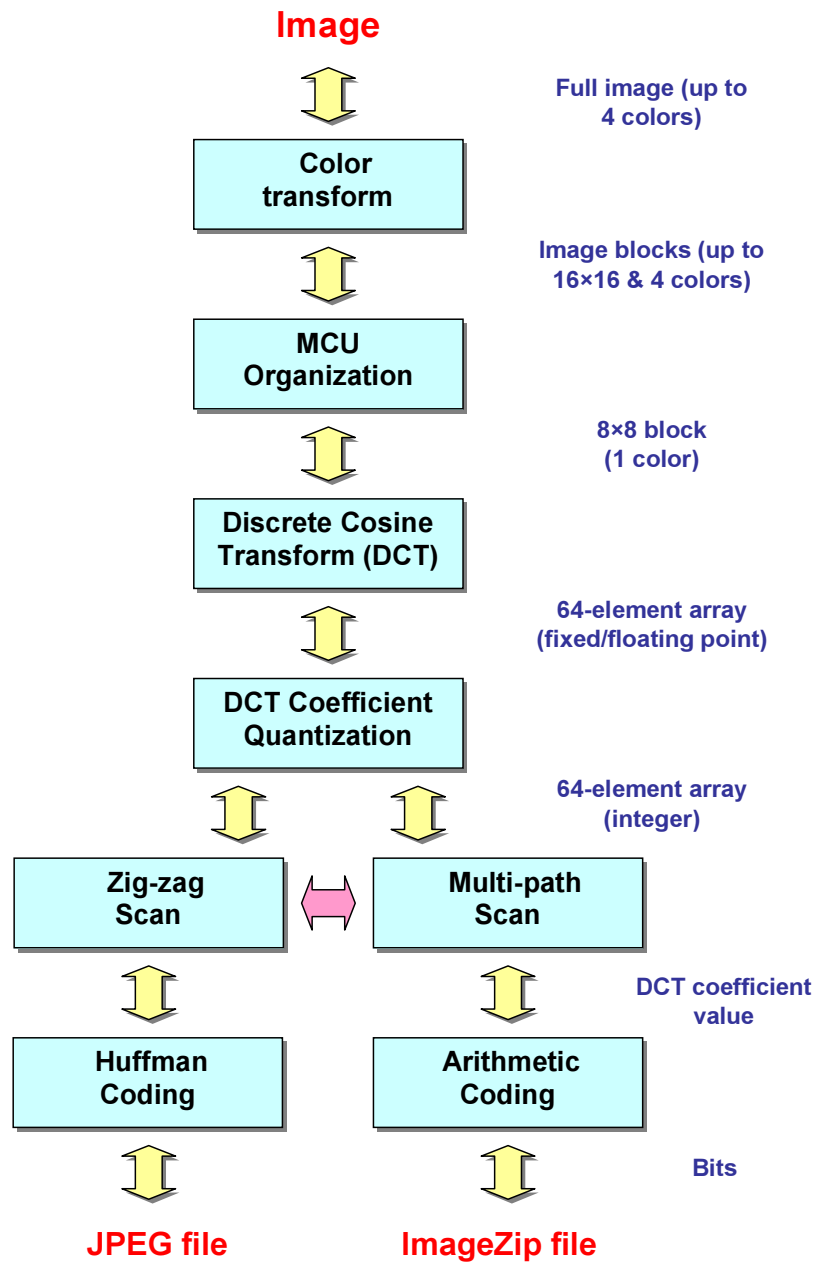 Image
Full image (up to
4 colors)
Color
transform
Image blocks (up to
16×16 & 4 colors)
MCU
Organization
8×8 block
(1 color)
Discrete Cosine
Transform (DCT)
64-element array
(fixed/floating point)
DCT Coefficient
Quantization
64-element array
(integer)
Zig-zag
Scan
Multi-path
Scan
DCT coefficient
value
Huffman
Coding
Arithmetic
Coding
Bits
JPEG file
ImageZip file